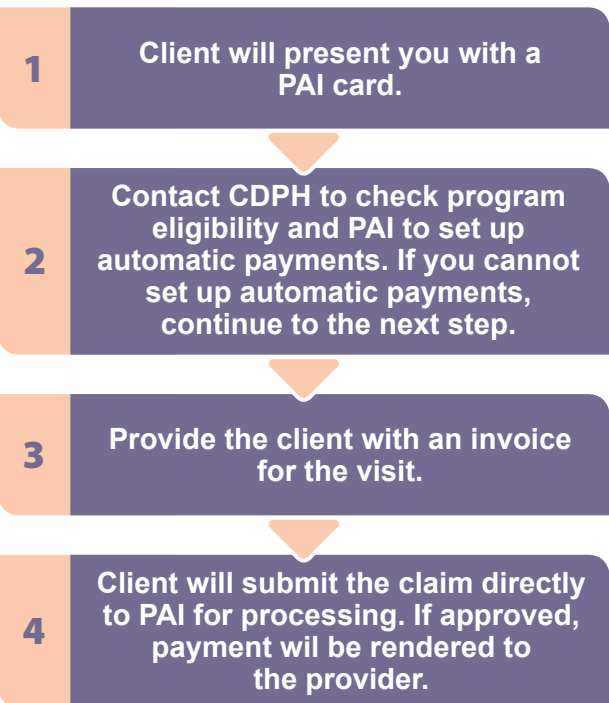 1
Client will present you with a
PAI card.
2
Contact CDPH to check program
eligibility and PAI to set up
automatic payments. If you cannot
set up automatic payments,
continue to the next step.
3
Provide the client with an invoice
for the visit.
4
Client will submit the claim directly
to PAI for processing. If approved,
payment wil be rendered to
the provider.